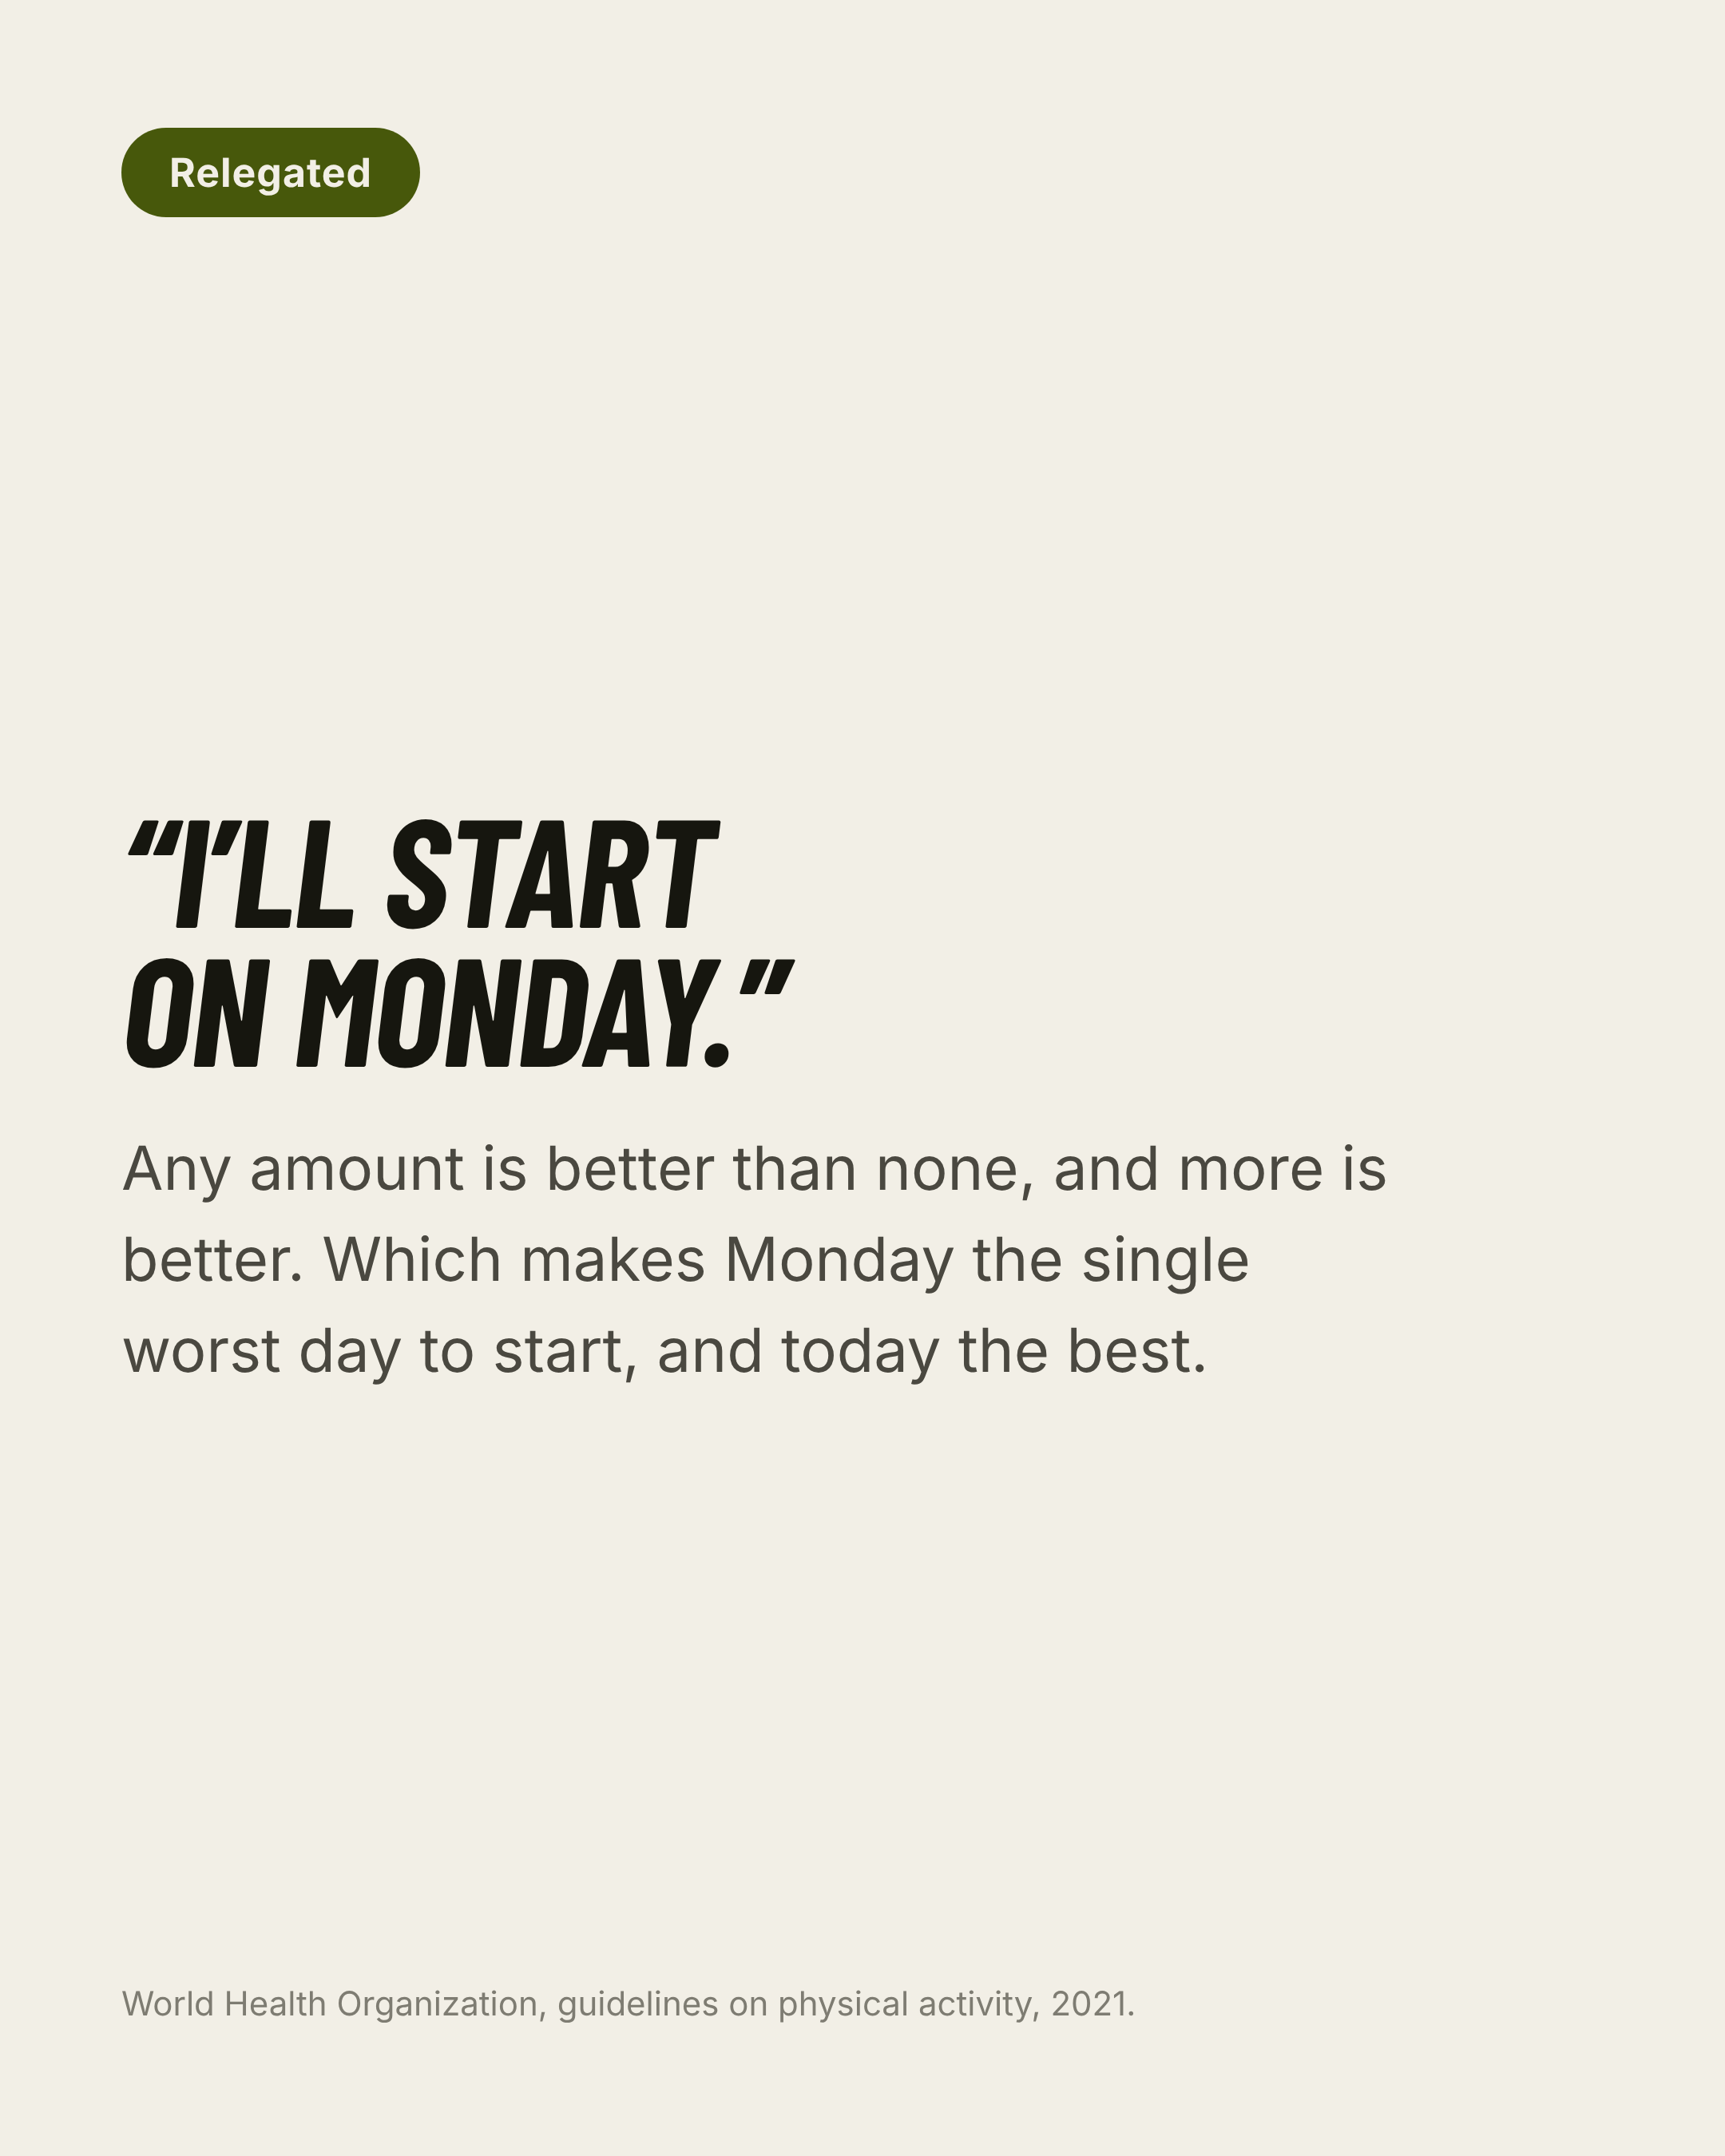 Relegated
“I’LL START
ON MONDAY.”
Any amount is better than none, and more is
better. Which makes Monday the single
worst day to start, and today the best.
World Health Organization, guidelines on physical activity, 2021.